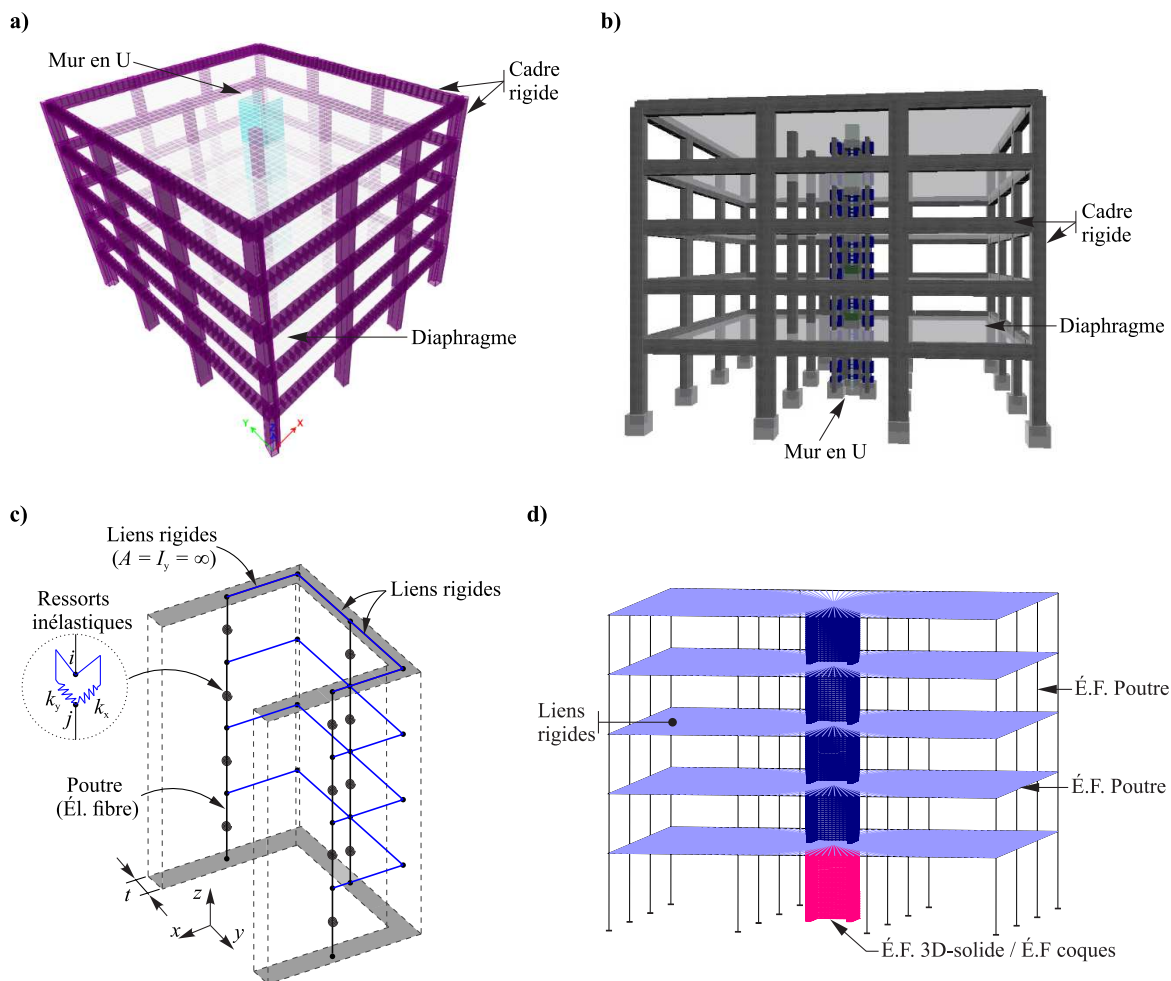 a)
Mur en U
Cadre
rigide
Diaphragme
Y
Z
X
b)
Cadre
rigide
Diaphragme
Mur en U
c)
Liens rigides
(A = I_y = ∞)
Liens rigides
Ressorts
inélastiques
i
k_y
j
k_x
Poutre
(Él. fibre)
t
z
x
y
d)
É.F. Poutre
Liens
rigides
É.F. Poutre
É.F. 3D-solide / É.F coques